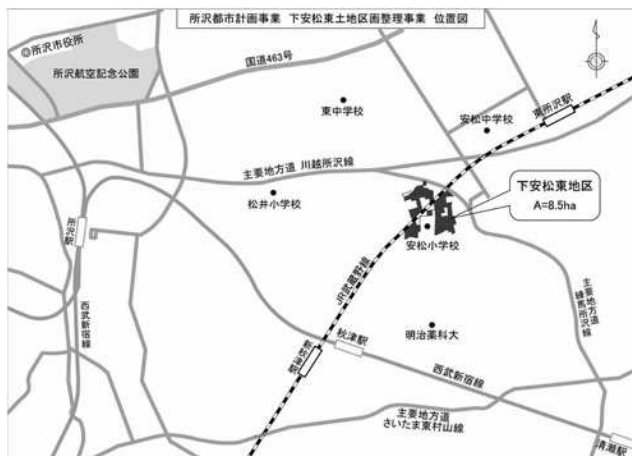 所沢都市計画事業 下安松東土地区画整理事業 位置図
◎所沢市役所
所沢航空記念公園
国道463号
東中学校
安松中学校
東所沢駅
主要地方道 川越所沢線
松井小学校
下安松東地区
A=8.5ha
安松小学校
所沢駅
西武新宿線
JR武蔵野線
主要地方道
練馬所沢線
明治薬科大
秋津駅
新秋津駅
西武新宿線
主要地方道
さいたま東村山線
清瀬駅